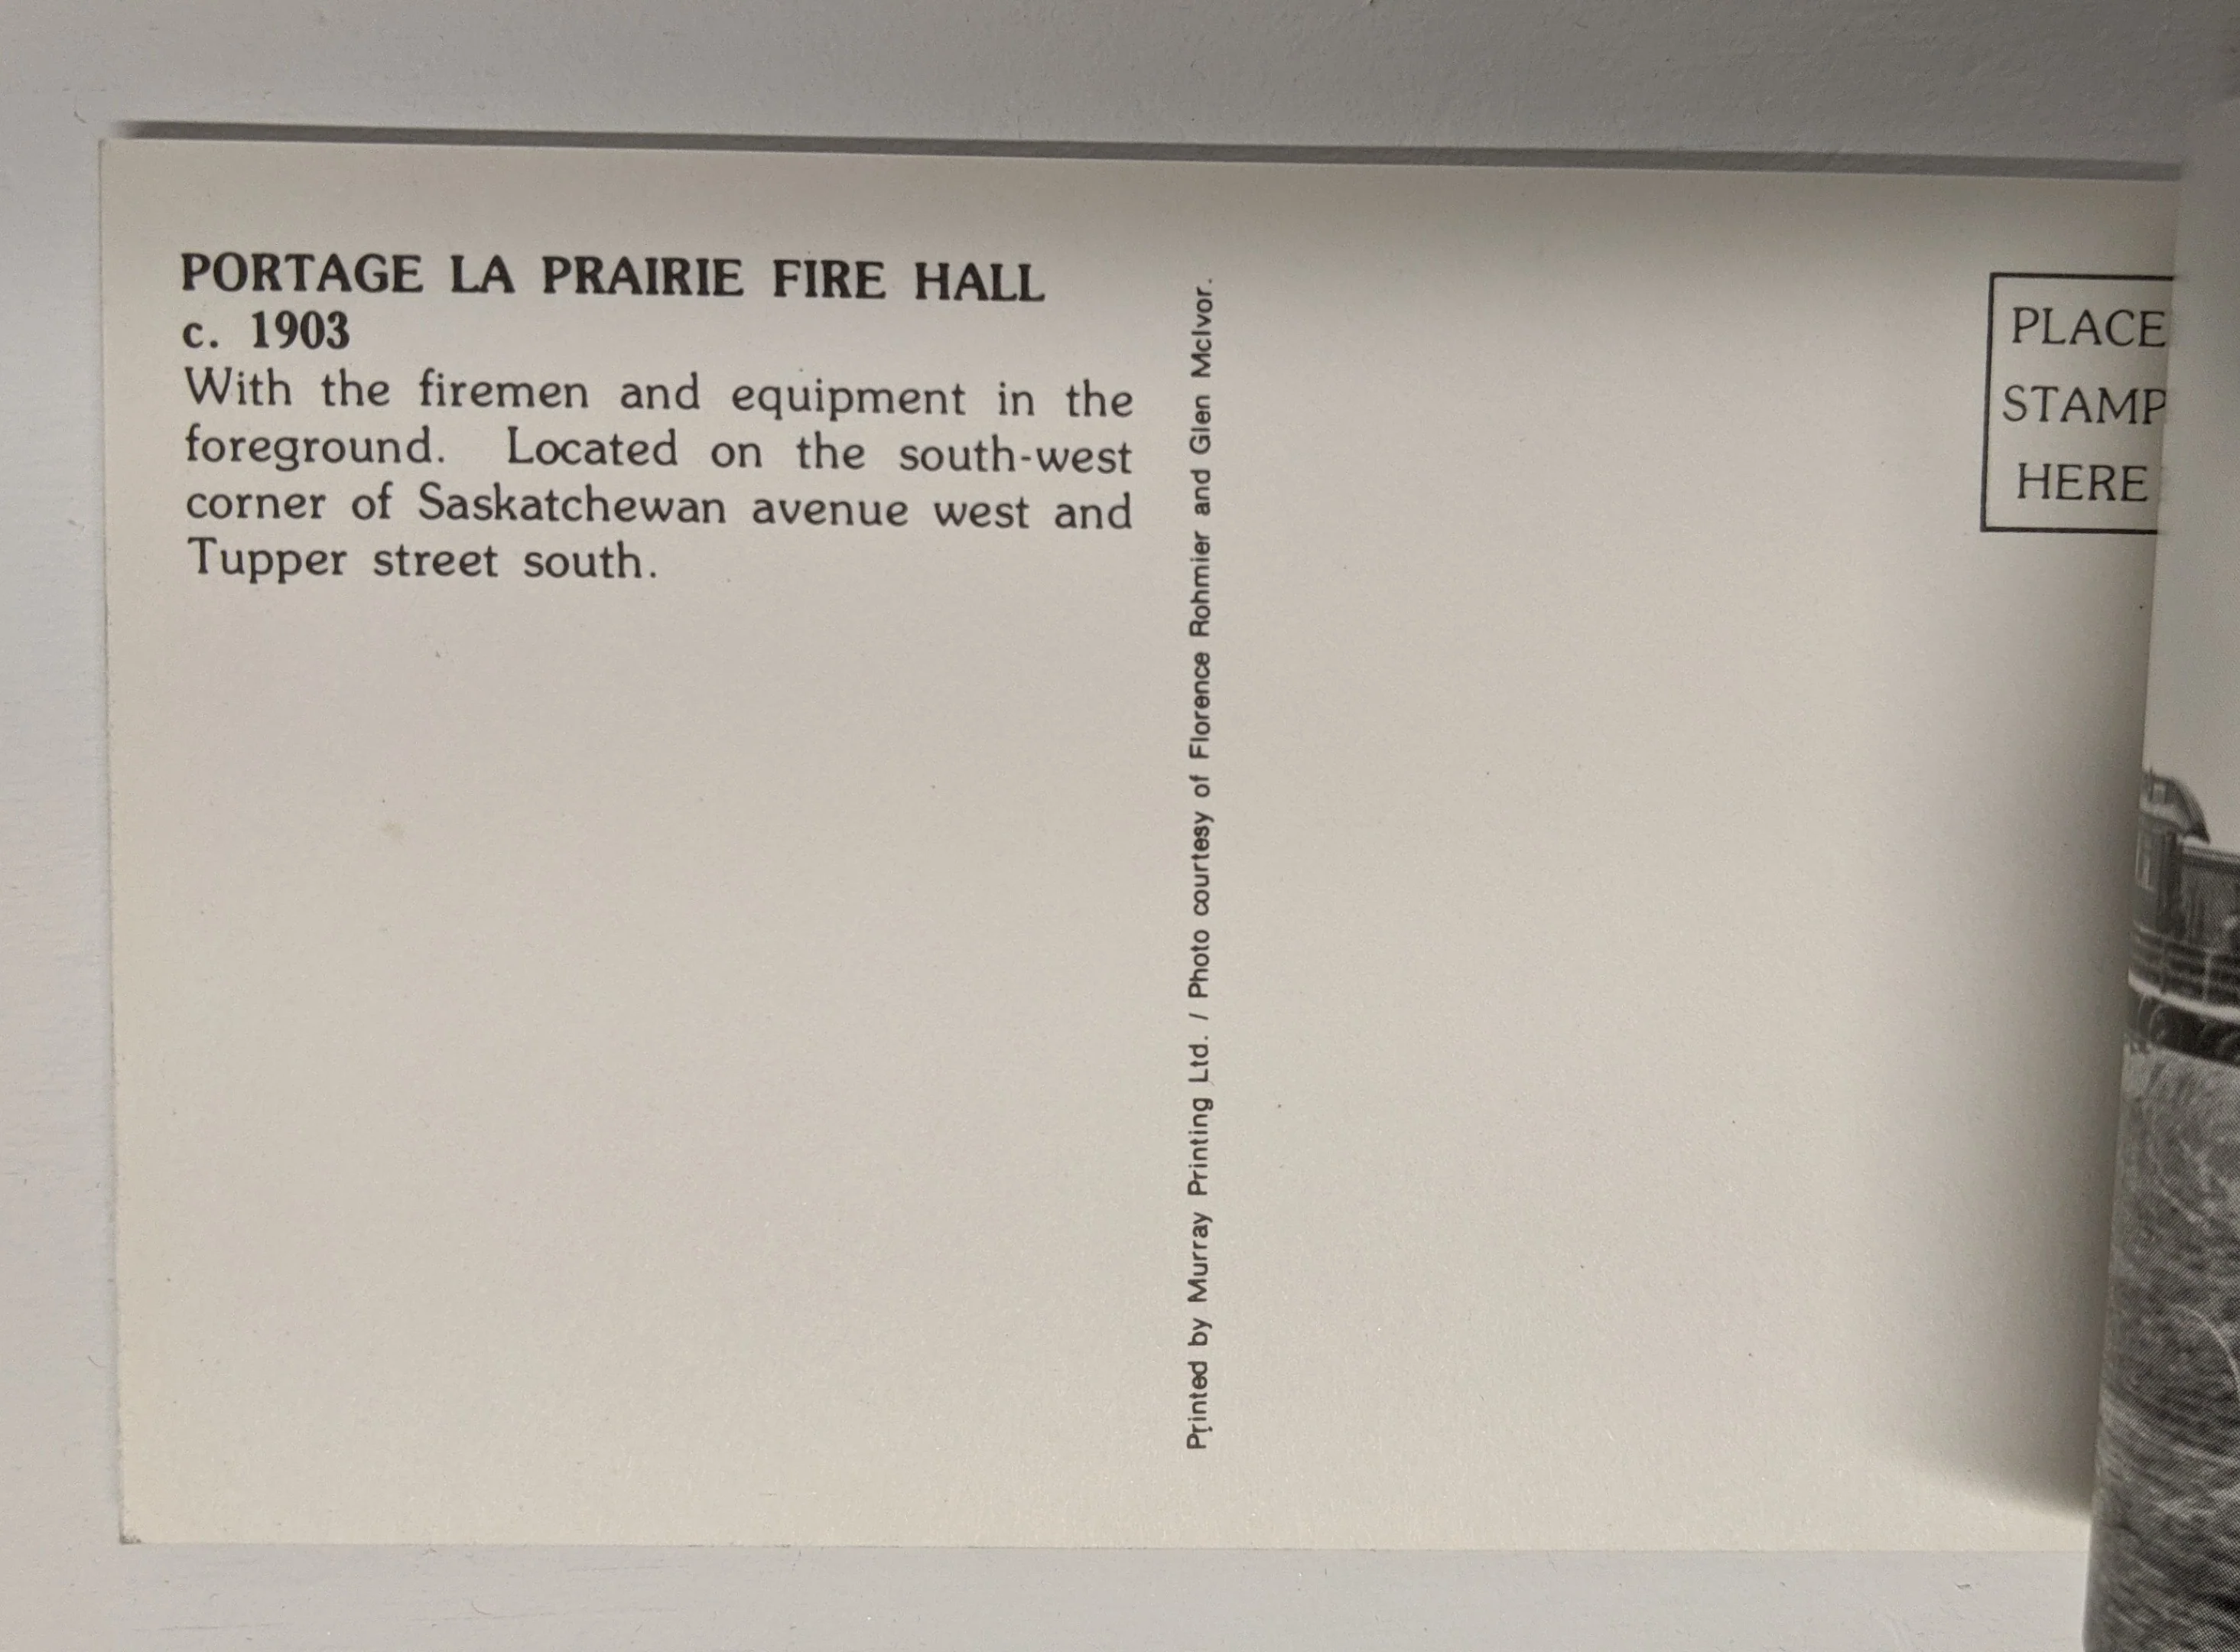 PORTAGE LA PRAIRIE FIRE HALL
c. 1903
With the firemen and equipment in the
foreground. Located on the south-west
corner of Saskatchewan avenue west and
Tupper street south.
Printed by Murray Printing Ltd. / Photo courtesy of Florence Rohmier and Glen McIvor.
PLACE
STAMP
HERE